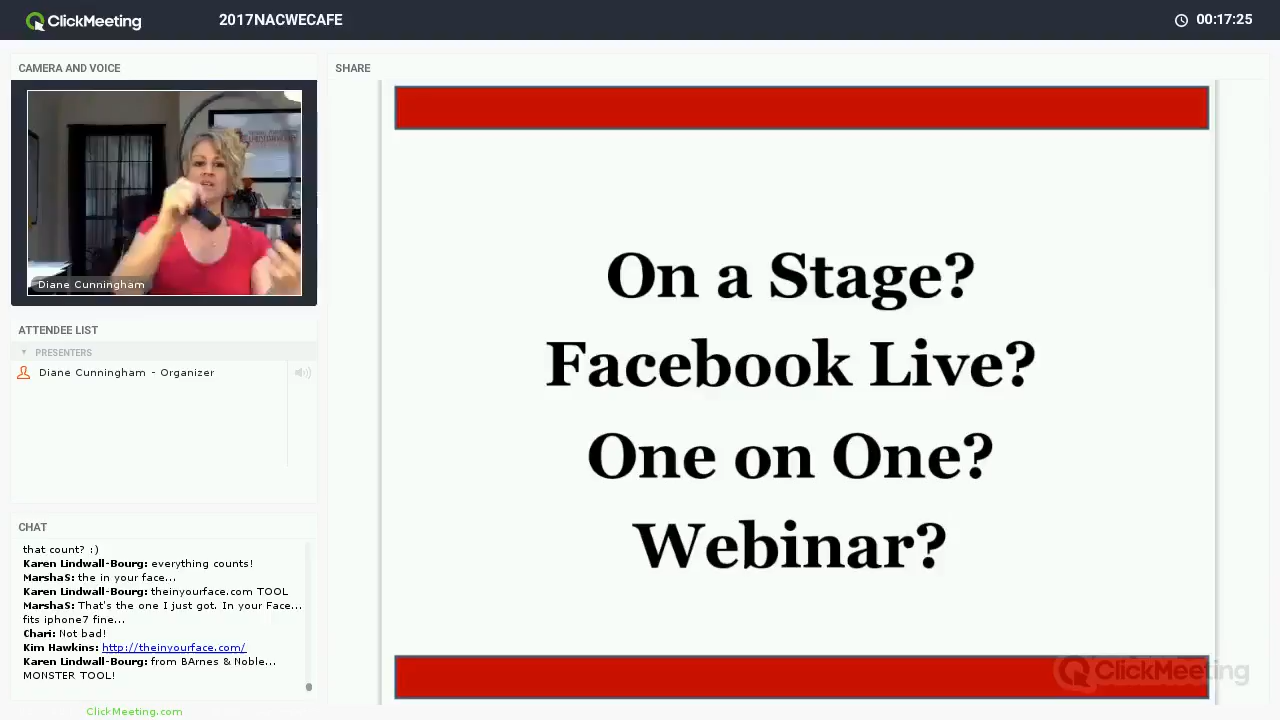 ClickMeeting
2017NACWECAFE
00:17:25
CAMERA AND VOICE
Diane Cunningham
ATTENDEE LIST
PRESENTERS
Diane Cunningham - Organizer
CHAT
that count? :)
Karen Lindwall-Bourg: everything counts!
MarshaS: the in your face...
Karen Lindwall-Bourg: theinyourface.com TOOL
MarshaS: That's the one I just got. In your Face...
fits iphone7 fine...
Chari: Not bad!
Kim Hawkins: http://theinyourface.com/
Karen Lindwall-Bourg: from BArnes & Noble...
MONSTER TOOL!
ClickMeeting.com
SHARE
On a Stage?
Facebook Live?
One on One?
Webinar?
ClickMeeting